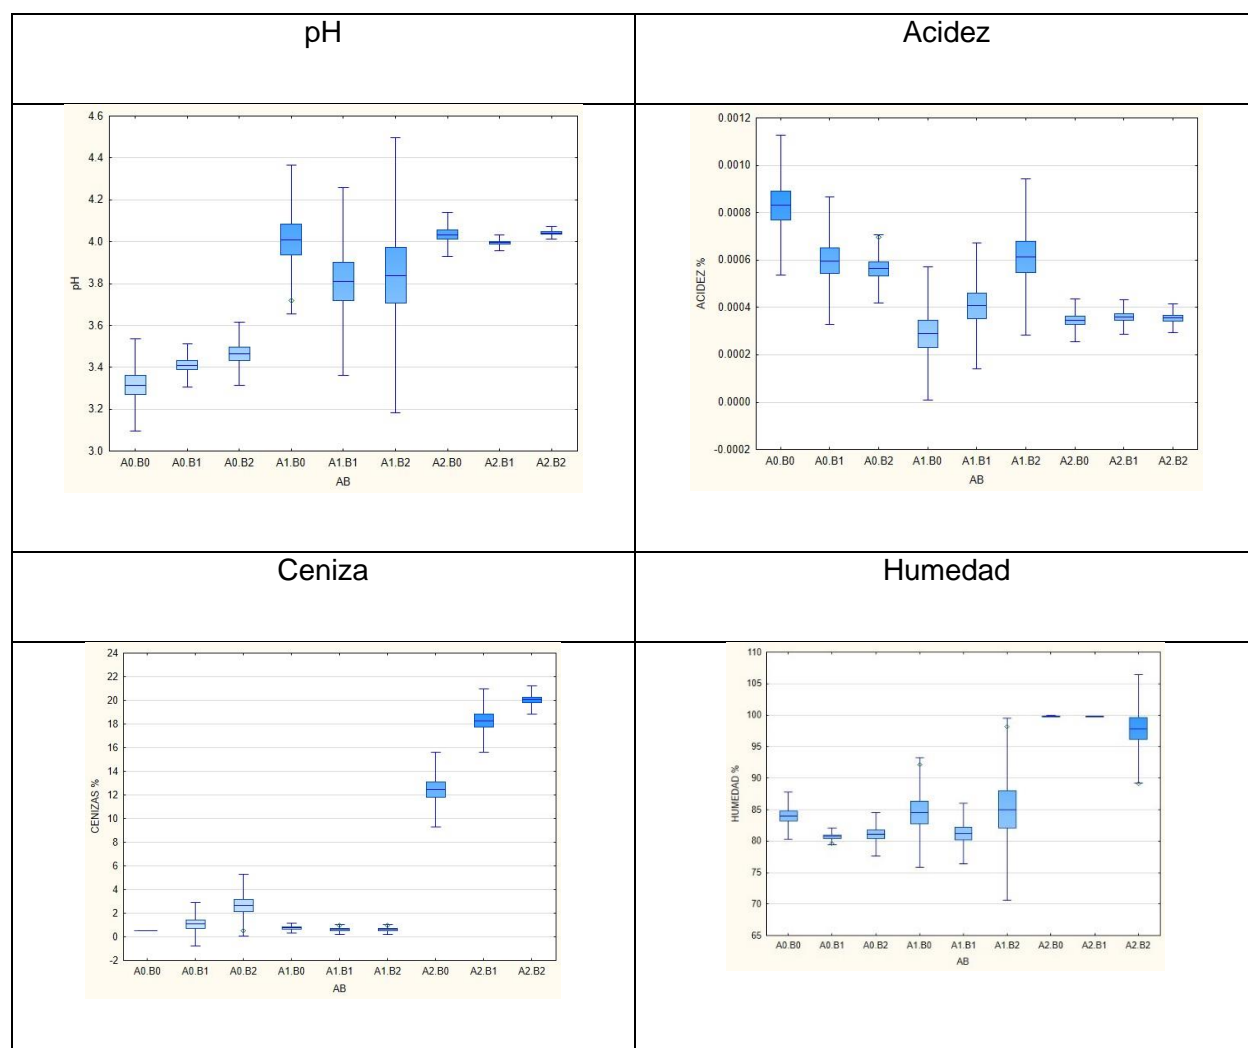 pH
Acidez
4.6
4.4
4.2
4.0
3.8
3.6
3.4
3.2
3.0
pH
A0.B0 A0.B1 A0.B2 A1.B0 A1.B1 A1.B2 A2.B0 A2.B1 A2.B2
AB
0.0012
0.0010
0.0008
0.0006
0.0004
0.0002
0.0000
-0.0002
ACIDEZ %
A0.B0 A0.B1 A0.B2 A1.B0 A1.B1 A1.B2 A2.B0 A2.B1 A2.B2
AB
Ceniza
Humedad
24
22
20
18
16
14
12
10
8
6
4
2
0
-2
CENIZAS %
A0.B0 A0.B1 A0.B2 A1.B0 A1.B1 A1.B2 A2.B0 A2.B1 A2.B2
AB
110
105
100
95
90
85
80
75
70
65
HUMEDAD %
A0.B0 A0.B1 A0.B2 A1.B0 A1.B1 A1.B2 A2.B0 A2.B1 A2.B2
AB